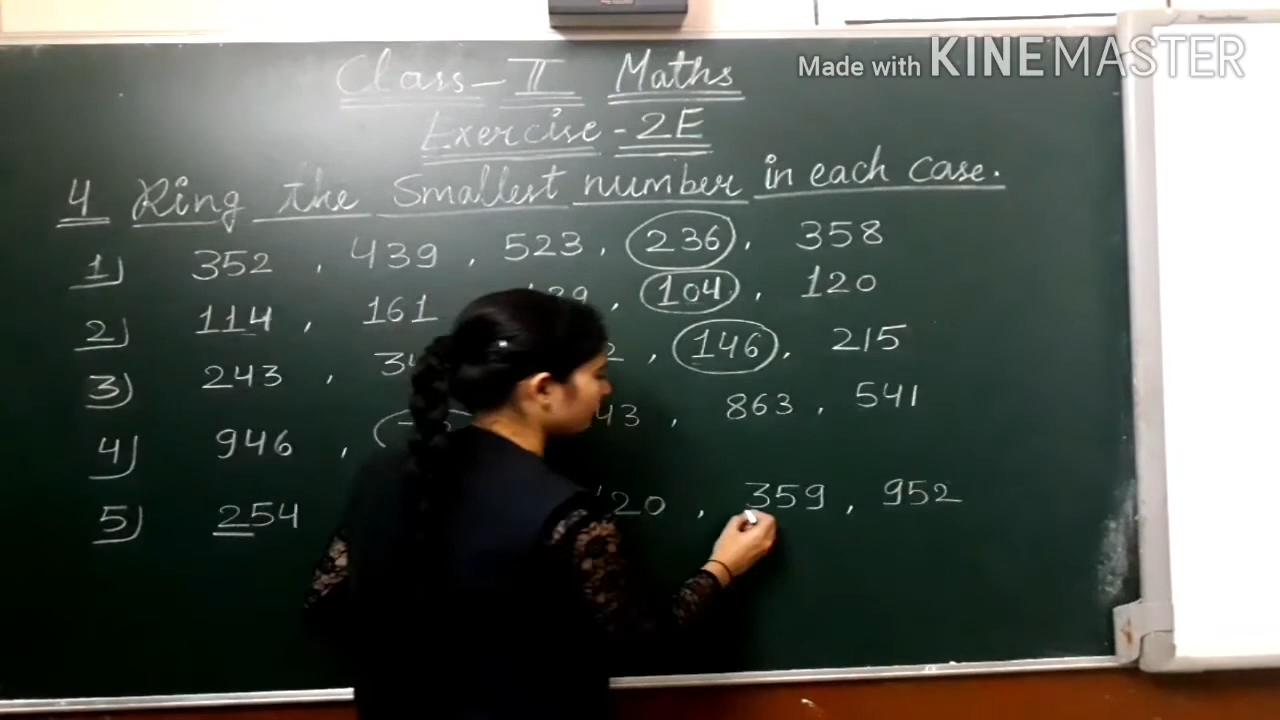 Made with KINEMASTER
Class-II Maths
Exercise-2E
4 Ring the Smallest number in each case.
1) 352 , 439 , 523 , 236 , 358
2) 114 , 161 , 104 , 120
3) 243 , 146 , 215
4) 946 , 863 , 541
5) 254 , 359 , 952